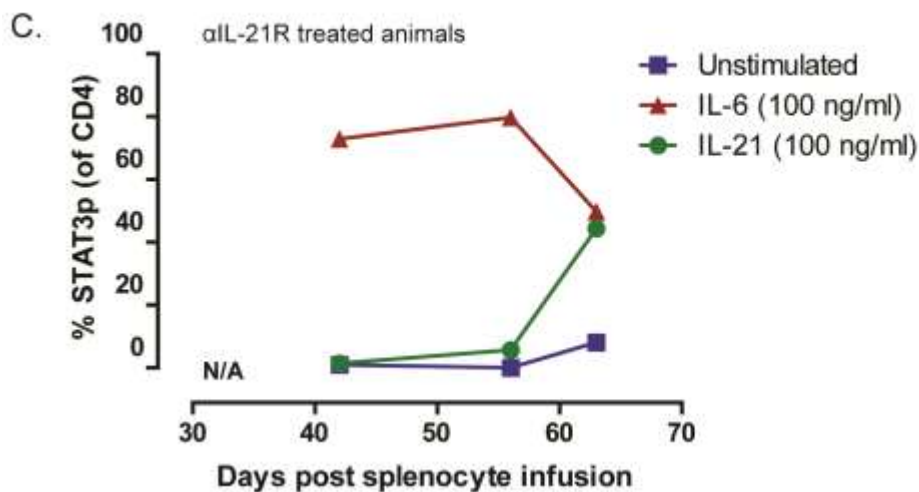 C.
αIL-21R treated animals
% STAT3p (of CD4)
100
80
60
40
20
0
N/A
30 40 50 60 70
Days post splenocyte infusion
Unstimulated
IL-6 (100 ng/ml)
IL-21 (100 ng/ml)